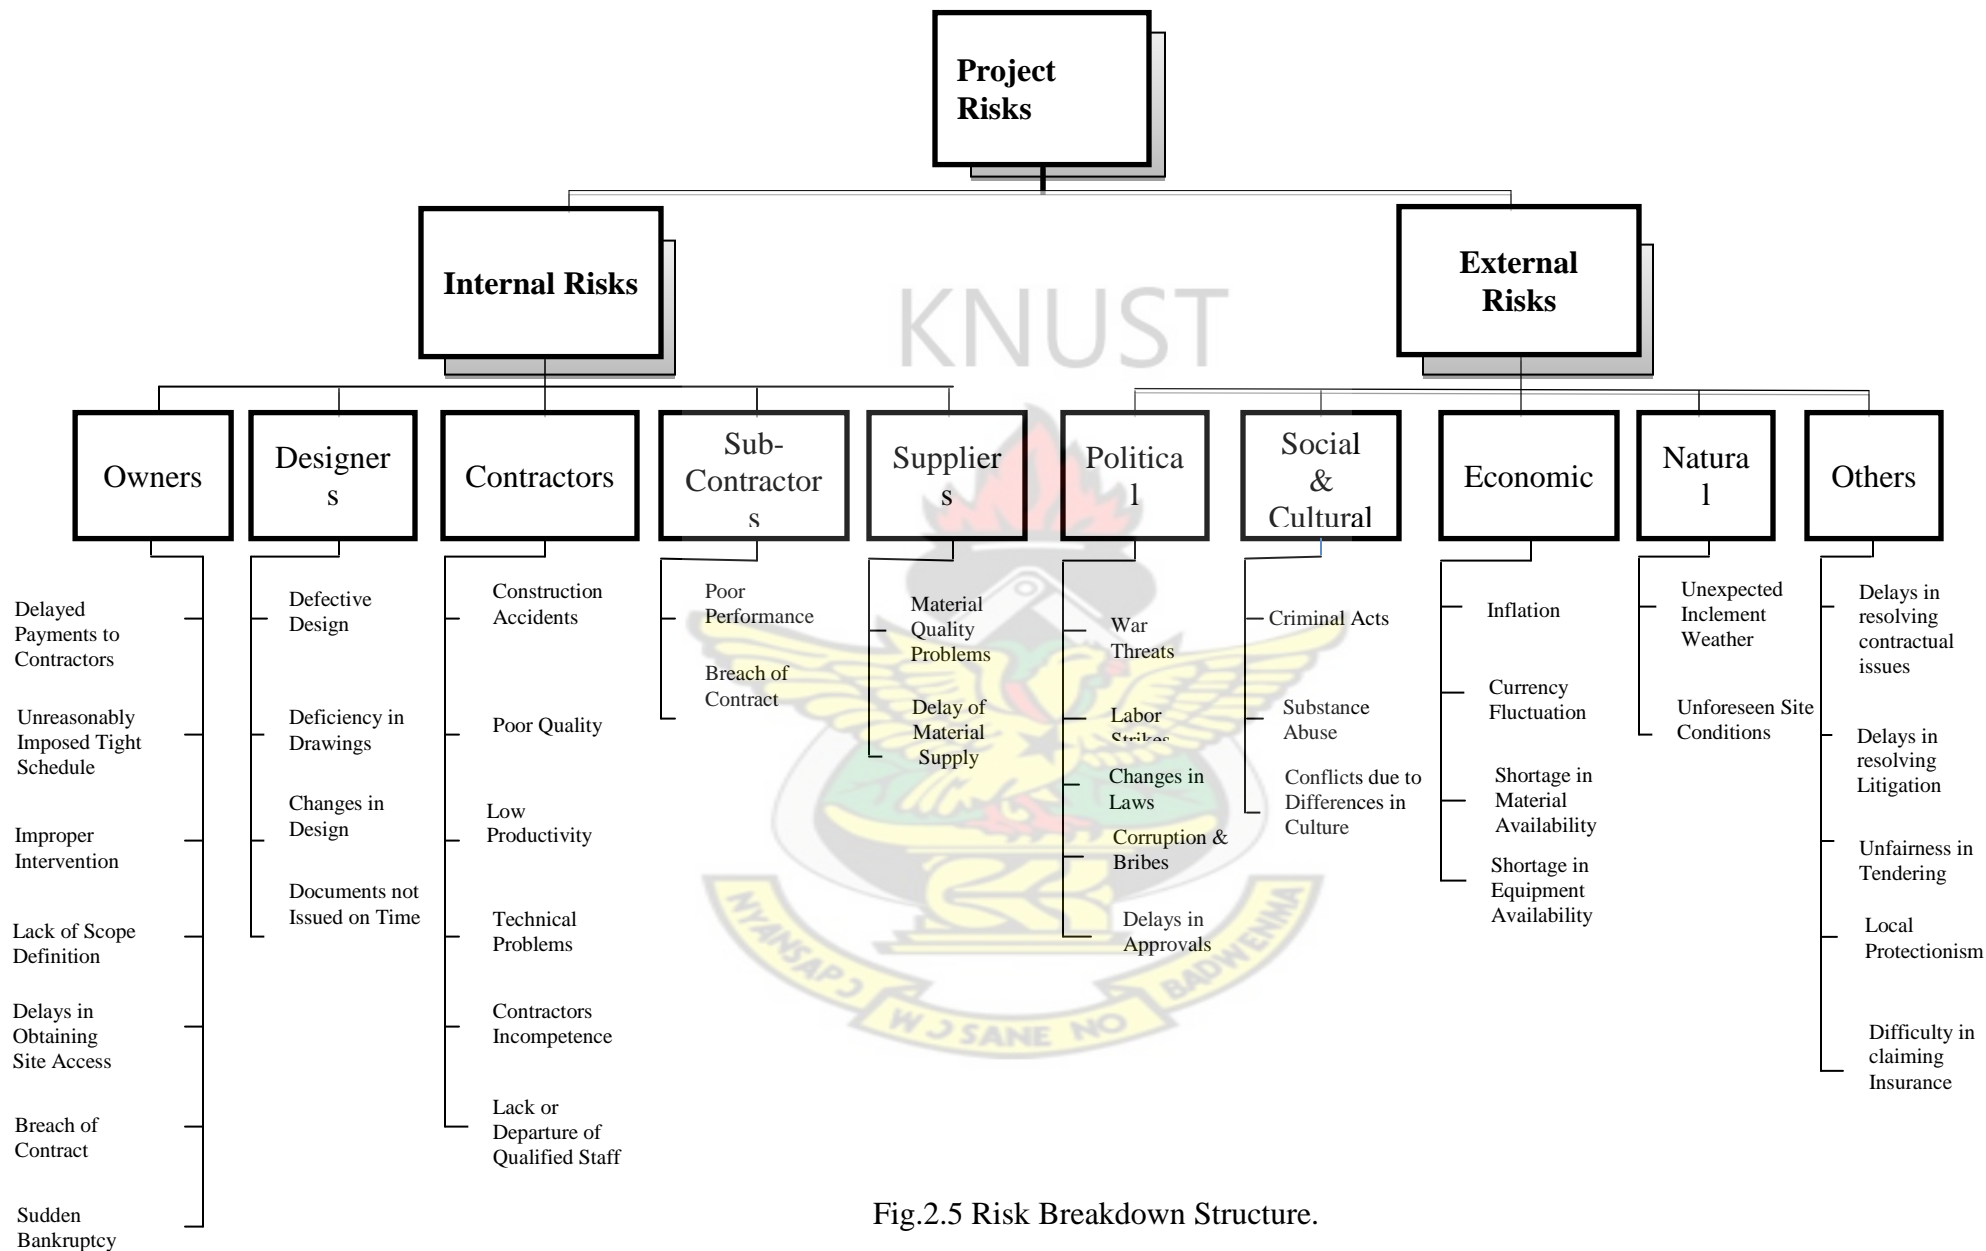 Project
Risks
Internal Risks
External
Risks
KNUST
Owners
Designer
s
Contractors
Sub-
Contractor
s
Supplier
s
Politica
l
Social
&
Cultural
Economic
Natura
l
Others
Delayed
Payments to
Contractors
Unreasonably
Imposed Tight
Schedule
Improper
Intervention
Lack of Scope
Definition
Delays in
Obtaining
Site Access
Breach of
Contract
Sudden
Bankruptcy
Defective
Design
Deficiency in
Drawings
Changes in
Design
Documents not
Issued on Time
Construction
Accidents
Poor Quality
Low
Productivity
Technical
Problems
Contractors
Incompetence
Lack or
Departure of
Qualified Staff
Poor
Performance
Breach of
Contract
Material
Quality
Problems
Delay of
Material
Supply
War
Threats
Labor
Strikes
Changes in
Laws
Corruption &
Bribes
Delays in
Approvals
Criminal Acts
Substance
Abuse
Conflicts due to
Differences in
Culture
Inflation
Currency
Fluctuation
Shortage in
Material
Availability
Shortage in
Equipment
Availability
Unexpected
Inclement
Weather
Unforeseen Site
Conditions
Delays in
resolving
contractual
issues
Delays in
resolving
Litigation
Unfairness in
Tendering
Local
Protectionism
Difficulty in
claiming
Insurance
NYANSAPƆ
WƆSANE NO
BADWENMA
Fig.2.5 Risk Breakdown Structure.